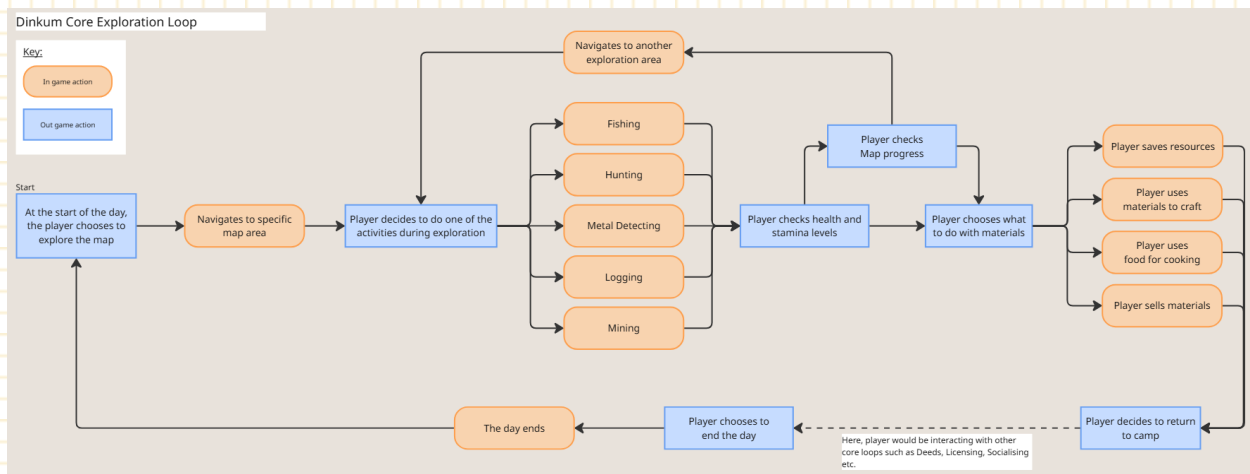 Dinkum Core Exploration Loop
Key:
In game action
Out game action
Start
At the start of the day,
the player chooses to
explore the map
Navigates to specific
map area
Player decides to do one of the
activities during exploration
Navigates to another
exploration area
Fishing
Hunting
Metal Detecting
Logging
Mining
Player checks health and
stamina levels
Player checks
Map progress
Player chooses what
to do with materials
Player saves resources
Player uses
materials to craft
Player uses
food for cooking
Player sells materials
Player decides to return
to camp
Here, player would be interacting with other
core loops such as Deeds, Licensing, Socialising
etc.
Player chooses to
end the day
The day ends